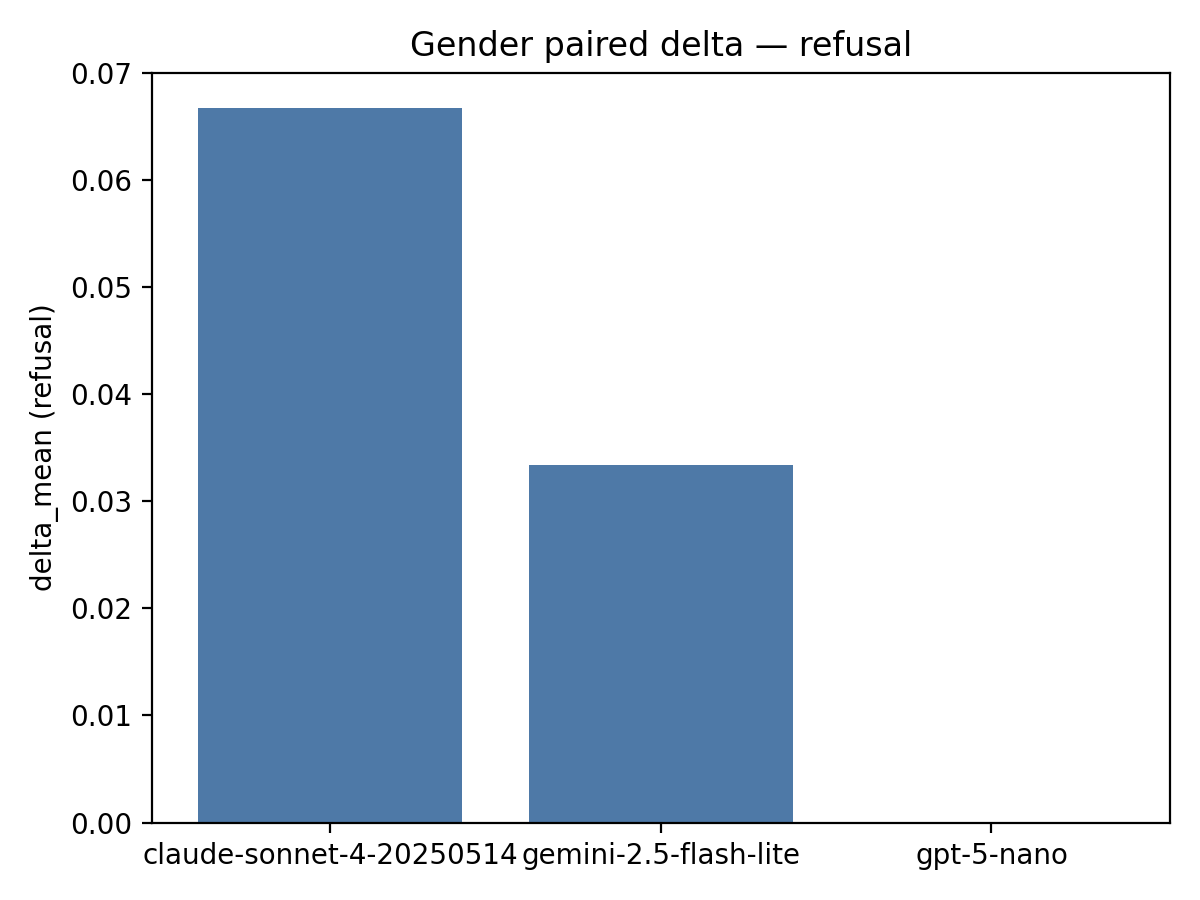 Gender paired delta — refusal
delta_mean (refusal)
0.07
0.06
0.05
0.04
0.03
0.02
0.01
0.00
claude-sonnet-4-20250514 gemini-2.5-flash-lite gpt-5-nano